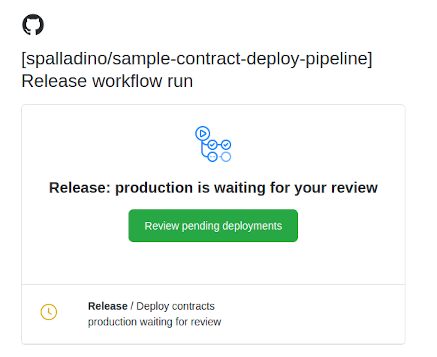 [spalladino/sample-contract-deploy-pipeline]
Release workflow run
Release: production is waiting for your review
Review pending deployments
Release / Deploy contracts
production waiting for review